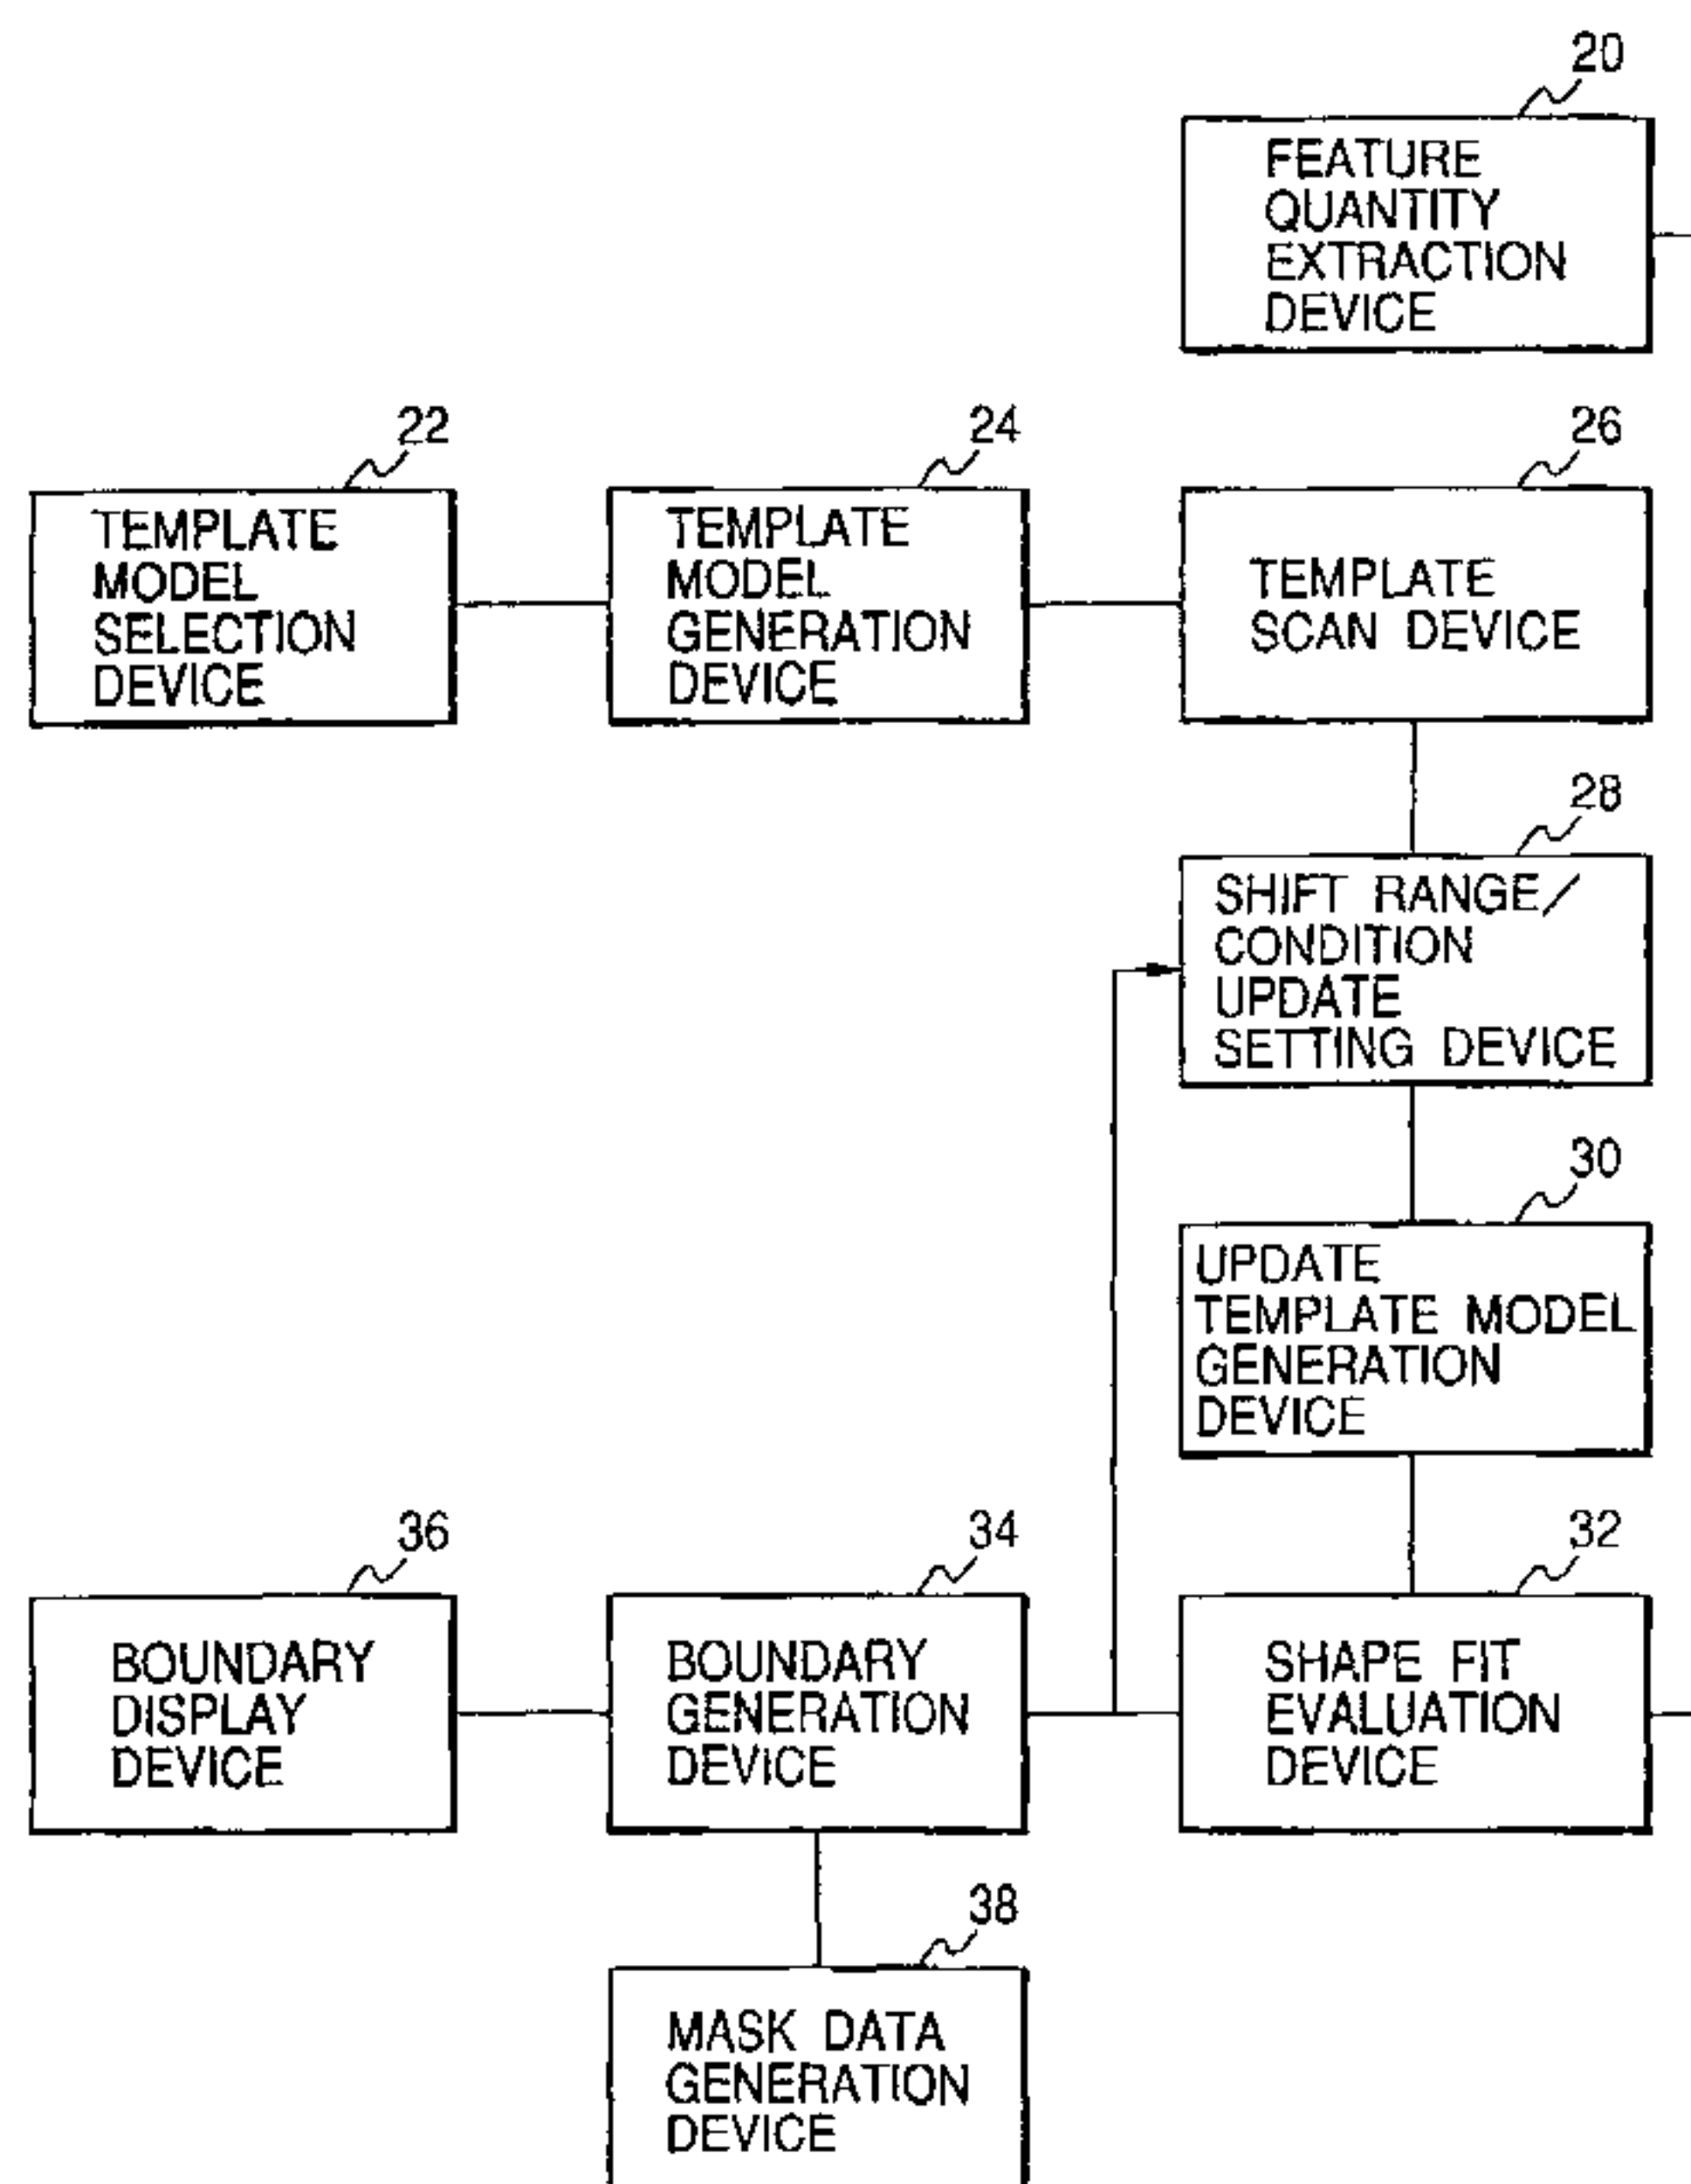 20
FEATURE
QUANTITY
EXTRACTION
DEVICE
22
TEMPLATE
MODEL
SELECTION
DEVICE
24
TEMPLATE
MODEL
GENERATION
DEVICE
26
TEMPLATE
SCAN DEVICE
28
SHIFT RANGE/
CONDITION
UPDATE
SETTING DEVICE
30
UPDATE
TEMPLATE MODEL
GENERATION
DEVICE
36
BOUNDARY
DISPLAY
DEVICE
34
BOUNDARY
GENERATION
DEVICE
32
SHAPE FIT
EVALUATION
DEVICE
38
MASK DATA
GENERATION
DEVICE